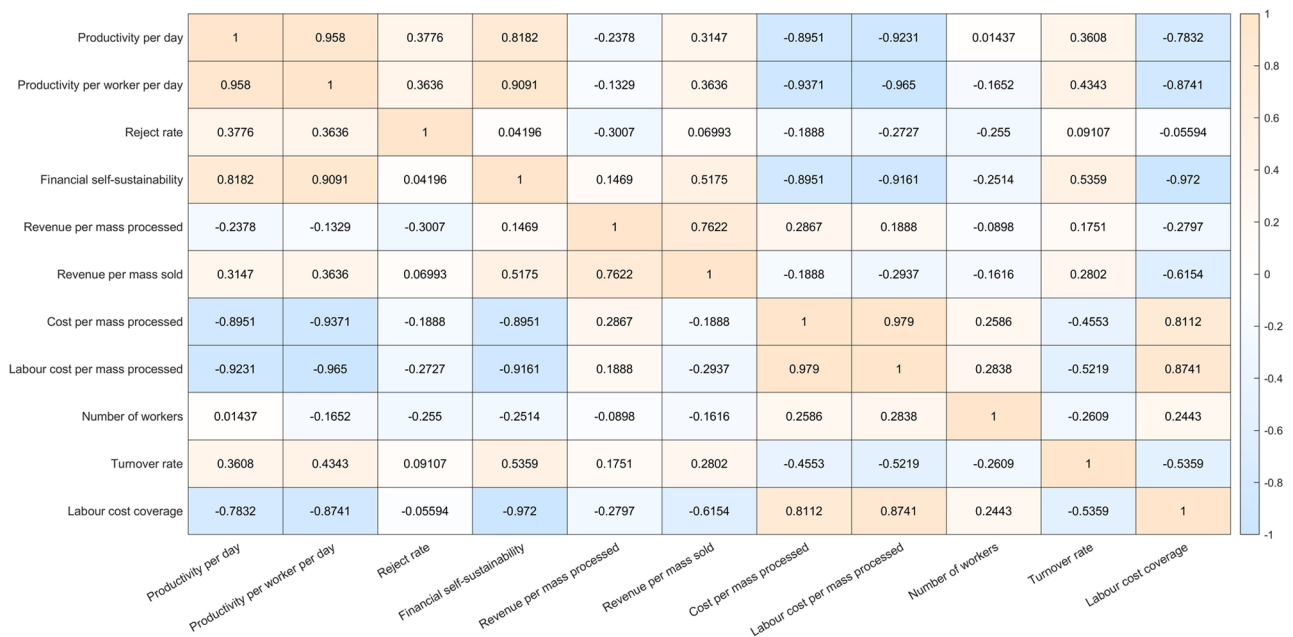 Productivity per day 1 0.958 0.3776 0.8182 -0.2378 0.3147 -0.8951 -0.9231 0.01437 0.3608 -0.7832
Productivity per worker per day 0.958 1 0.3636 0.9091 -0.1329 0.3636 -0.9371 -0.965 -0.1652 0.4343 -0.8741
Reject rate 0.3776 0.3636 1 0.04196 -0.3007 0.06993 -0.1888 -0.2727 -0.255 0.09107 -0.05594
Financial self-sustainability 0.8182 0.9091 0.04196 1 0.1469 0.5175 -0.8951 -0.9161 -0.2514 0.5359 -0.972
Revenue per mass processed -0.2378 -0.1329 -0.3007 0.1469 1 0.7622 0.2867 0.1888 -0.0898 0.1751 -0.2797
Revenue per mass sold 0.3147 0.3636 0.06993 0.5175 0.7622 1 -0.1888 -0.2937 -0.1616 0.2802 -0.6154
Cost per mass processed -0.8951 -0.9371 -0.1888 -0.8951 0.2867 -0.1888 1 0.979 0.2586 -0.4553 0.8112
Labour cost per mass processed -0.9231 -0.965 -0.2727 -0.9161 0.1888 -0.2937 0.979 1 0.2838 -0.5219 0.8741
Number of workers 0.01437 -0.1652 -0.255 -0.2514 -0.0898 -0.1616 0.2586 0.2838 1 -0.2609 0.2443
Turnover rate 0.3608 0.4343 0.09107 0.5359 0.1751 0.2802 -0.4553 -0.5219 -0.2609 1 -0.5359
Labour cost coverage -0.7832 -0.8741 -0.05594 -0.972 -0.2797 -0.6154 0.8112 0.8741 0.2443 -0.5359 1
Productivity per day
Productivity per worker per day
Reject rate
Financial self-sustainability
Revenue per mass processed
Revenue per mass sold
Cost per mass processed
Labour cost per mass processed
Number of workers
Turnover rate
Labour cost coverage
1
0.8
0.6
0.4
0.2
0
-0.2
-0.4
-0.6
-0.8
-1